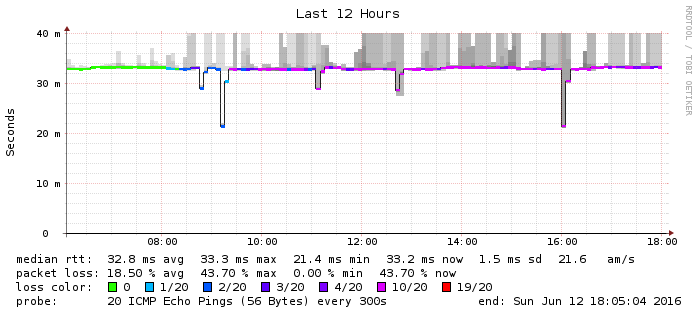 Last 12 Hours
RRDTOOL / TOBI OETIKER
Seconds
40 m
30 m
20 m
10 m
0
08:00 10:00 12:00 14:00 16:00 18:00
median rtt: 32.8 ms avg 33.3 ms max 21.4 ms min 33.2 ms now 1.5 ms sd 21.6 am/s
packet loss: 18.50 % avg 43.70 % max 0.00 % min 43.70 % now
loss color: 0 1/20 2/20 3/20 4/20 10/20 19/20
probe: 20 ICMP Echo Pings (56 Bytes) every 300s end: Sun Jun 12 18:05:04 2016